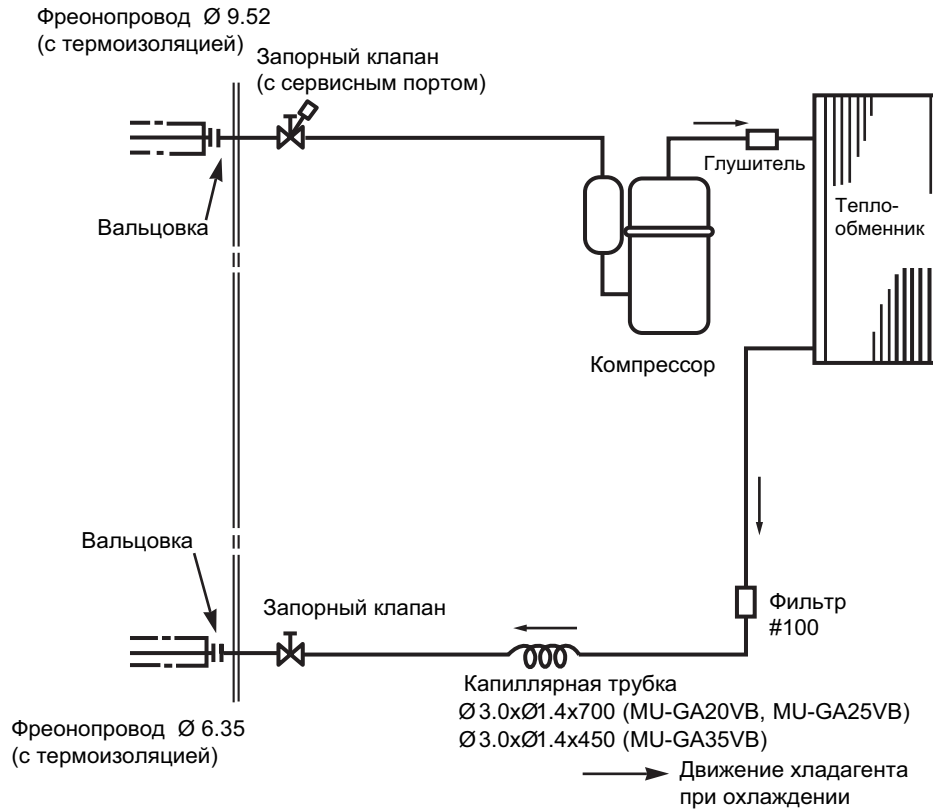 Фреонопровод Ø 9.52
(с термоизоляцией)
Запорный клапан
(с сервисным портом)
Глушитель
Вальцовка
Тепло-
обменник
Компрессор
Вальцовка
Запорный клапан
Фильтр
#100
Капиллярная трубка
Ø3.0xØ1.4x700 (MU-GA20VB, MU-GA25VB)
Ø3.0xØ1.4x450 (MU-GA35VB)
Фреонопровод Ø 6.35
(с термоизоляцией)
Движение хладагента
при охлаждении